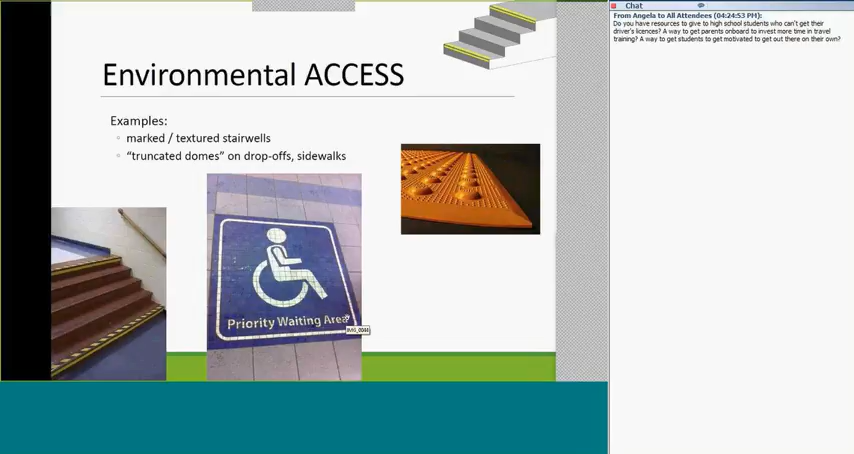 Environmental ACCESS
Examples:
marked / textured stairwells
“truncated domes” on drop-offs, sidewalks
Priority Waiting Area
IMG_0044
Chat
From Angela to All Attendees (04:24:53 PM):
Do you have resources to give to high school students who can't get their
driver's licences? A way to get parents onboard to invest more time in travel
training? A way to get students to get motivated to get out there on their own?